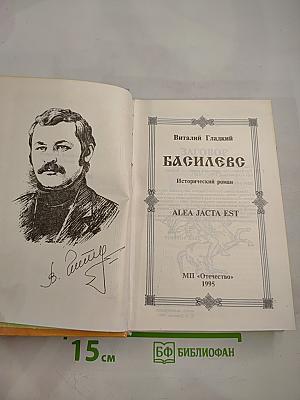 Виталий Гладкий
БАСИЛЕВС
Исторический роман
ALEA JACTA EST
МП «Отечество»
1995
15 см
БФ БИБЛИОФАН